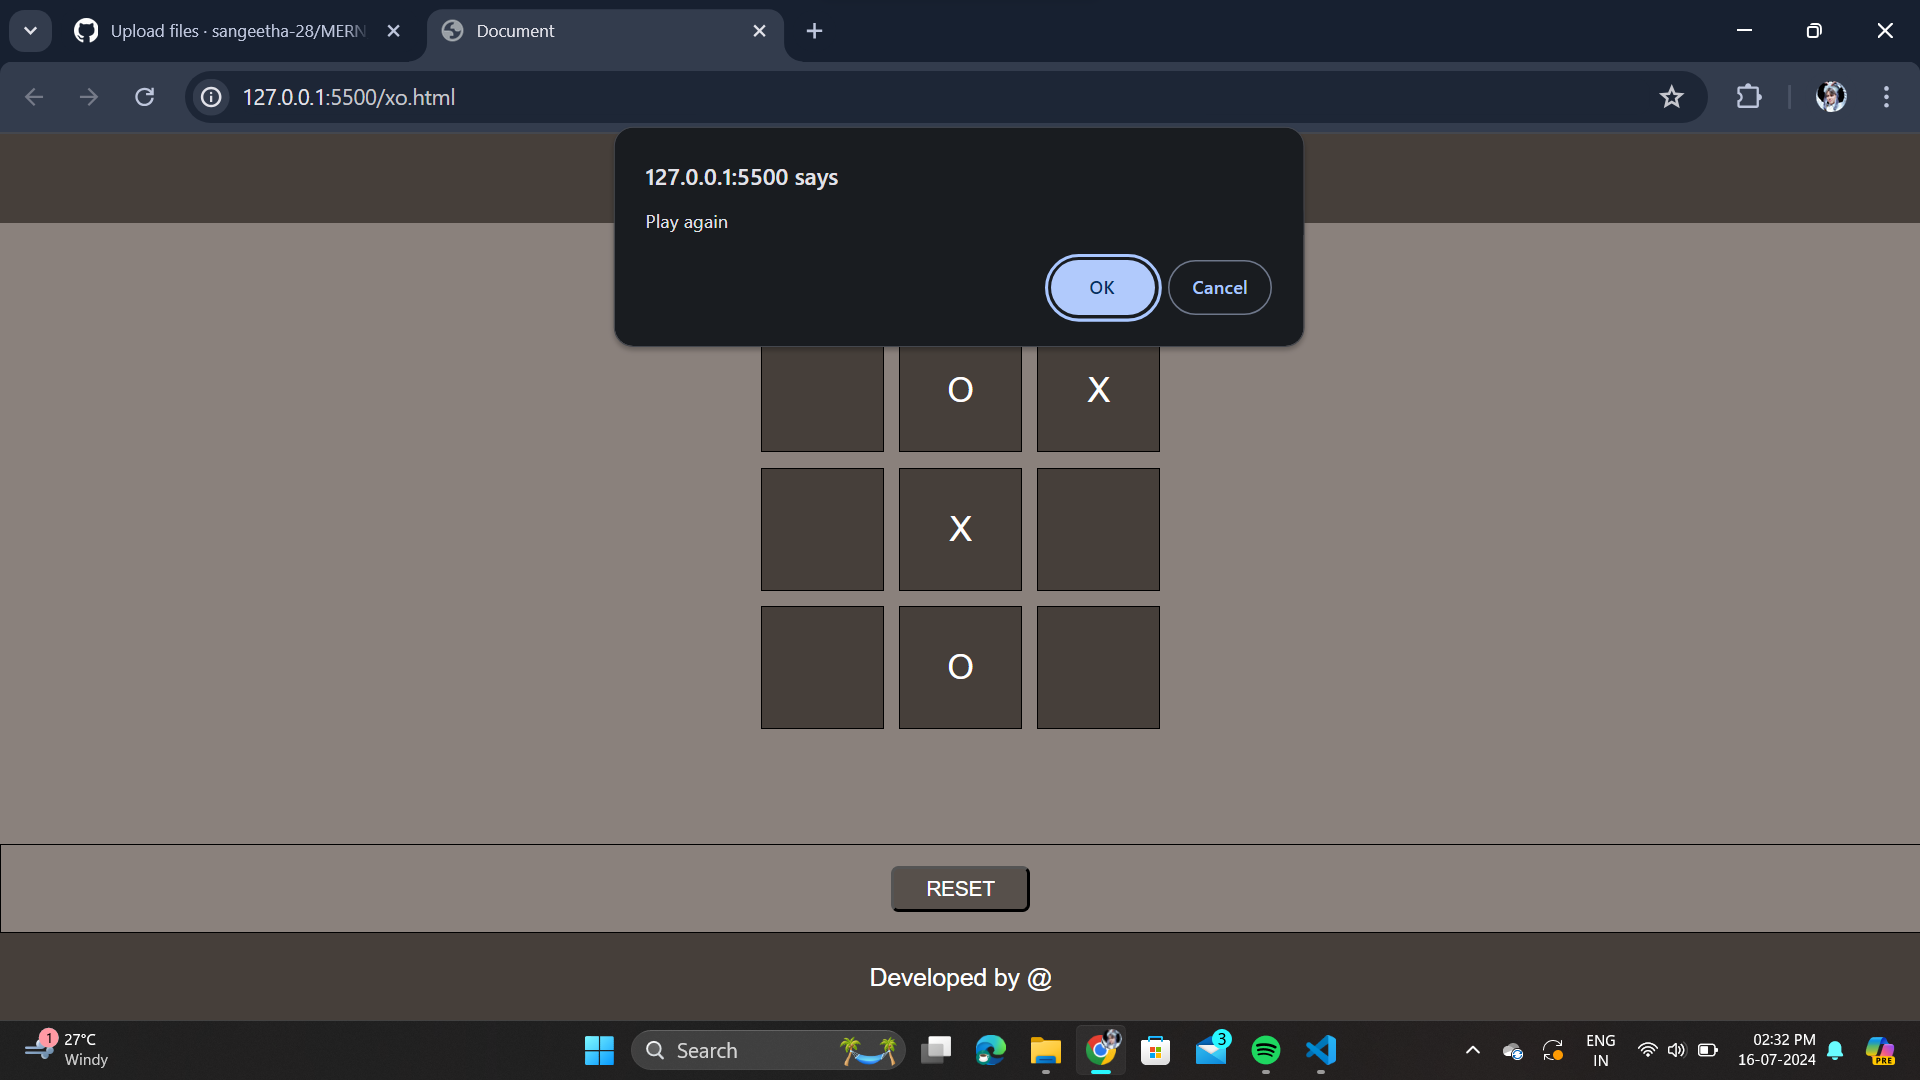 Upload files · sangeetha-28/MERN
Document
127.0.0.1:5500/xo.html
127.0.0.1:5500 says
Play again
OK Cancel
O X
X
O
RESET
Developed by @
1 27°C
Windy
Search
3
ENG
IN
02:32 PM
16-07-2024
PRE